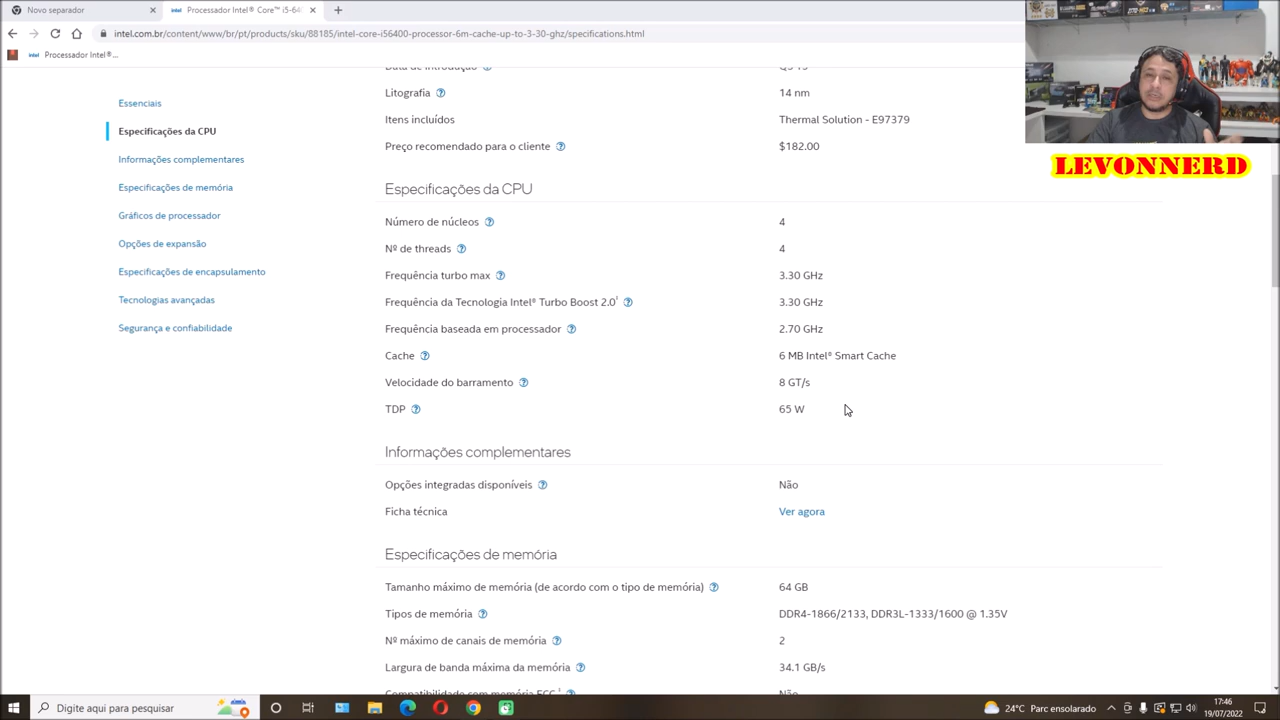 Novo separador
Processador Intel® Core™ i5-64
intel.com.br/content/www/br/pt/products/sku/88185/intel-core-i56400-processor-6m-cache-up-to-3-30-ghz/specifications.html
intel Processador Intel®...
LEVONNERD
Essenciais
Especificações da CPU
Informações complementares
Especificações de memória
Gráficos de processador
Opções de expansão
Especificações de encapsulamento
Tecnologias avançadas
Segurança e confiabilidade
Data de introdução
Litografia 14 nm
Itens incluídos Thermal Solution - E97379
Preço recomendado para o cliente $182.00
Especificações da CPU
Número de núcleos 4
Nº de threads 4
Frequência turbo max 3.30 GHz
Frequência da Tecnologia Intel® Turbo Boost 2.0‡ 3.30 GHz
Frequência baseada em processador 2.70 GHz
Cache 6 MB Intel® Smart Cache
Velocidade do barramento 8 GT/s
TDP 65 W
Informações complementares
Opções integradas disponíveis Não
Ficha técnica Ver agora
Especificações de memória
Tamanho máximo de memória (de acordo com o tipo de memória) 64 GB
Tipos de memória DDR4-1866/2133, DDR3L-1333/1600 @ 1.35V
Nº máximo de canais de memória 2
Largura de banda máxima da memória 34.1 GB/s
Compatibilidade com memória ECC ‡ Não
Digite aqui para pesquisar
24°C Parc ensolarado
17:46
19/07/2022